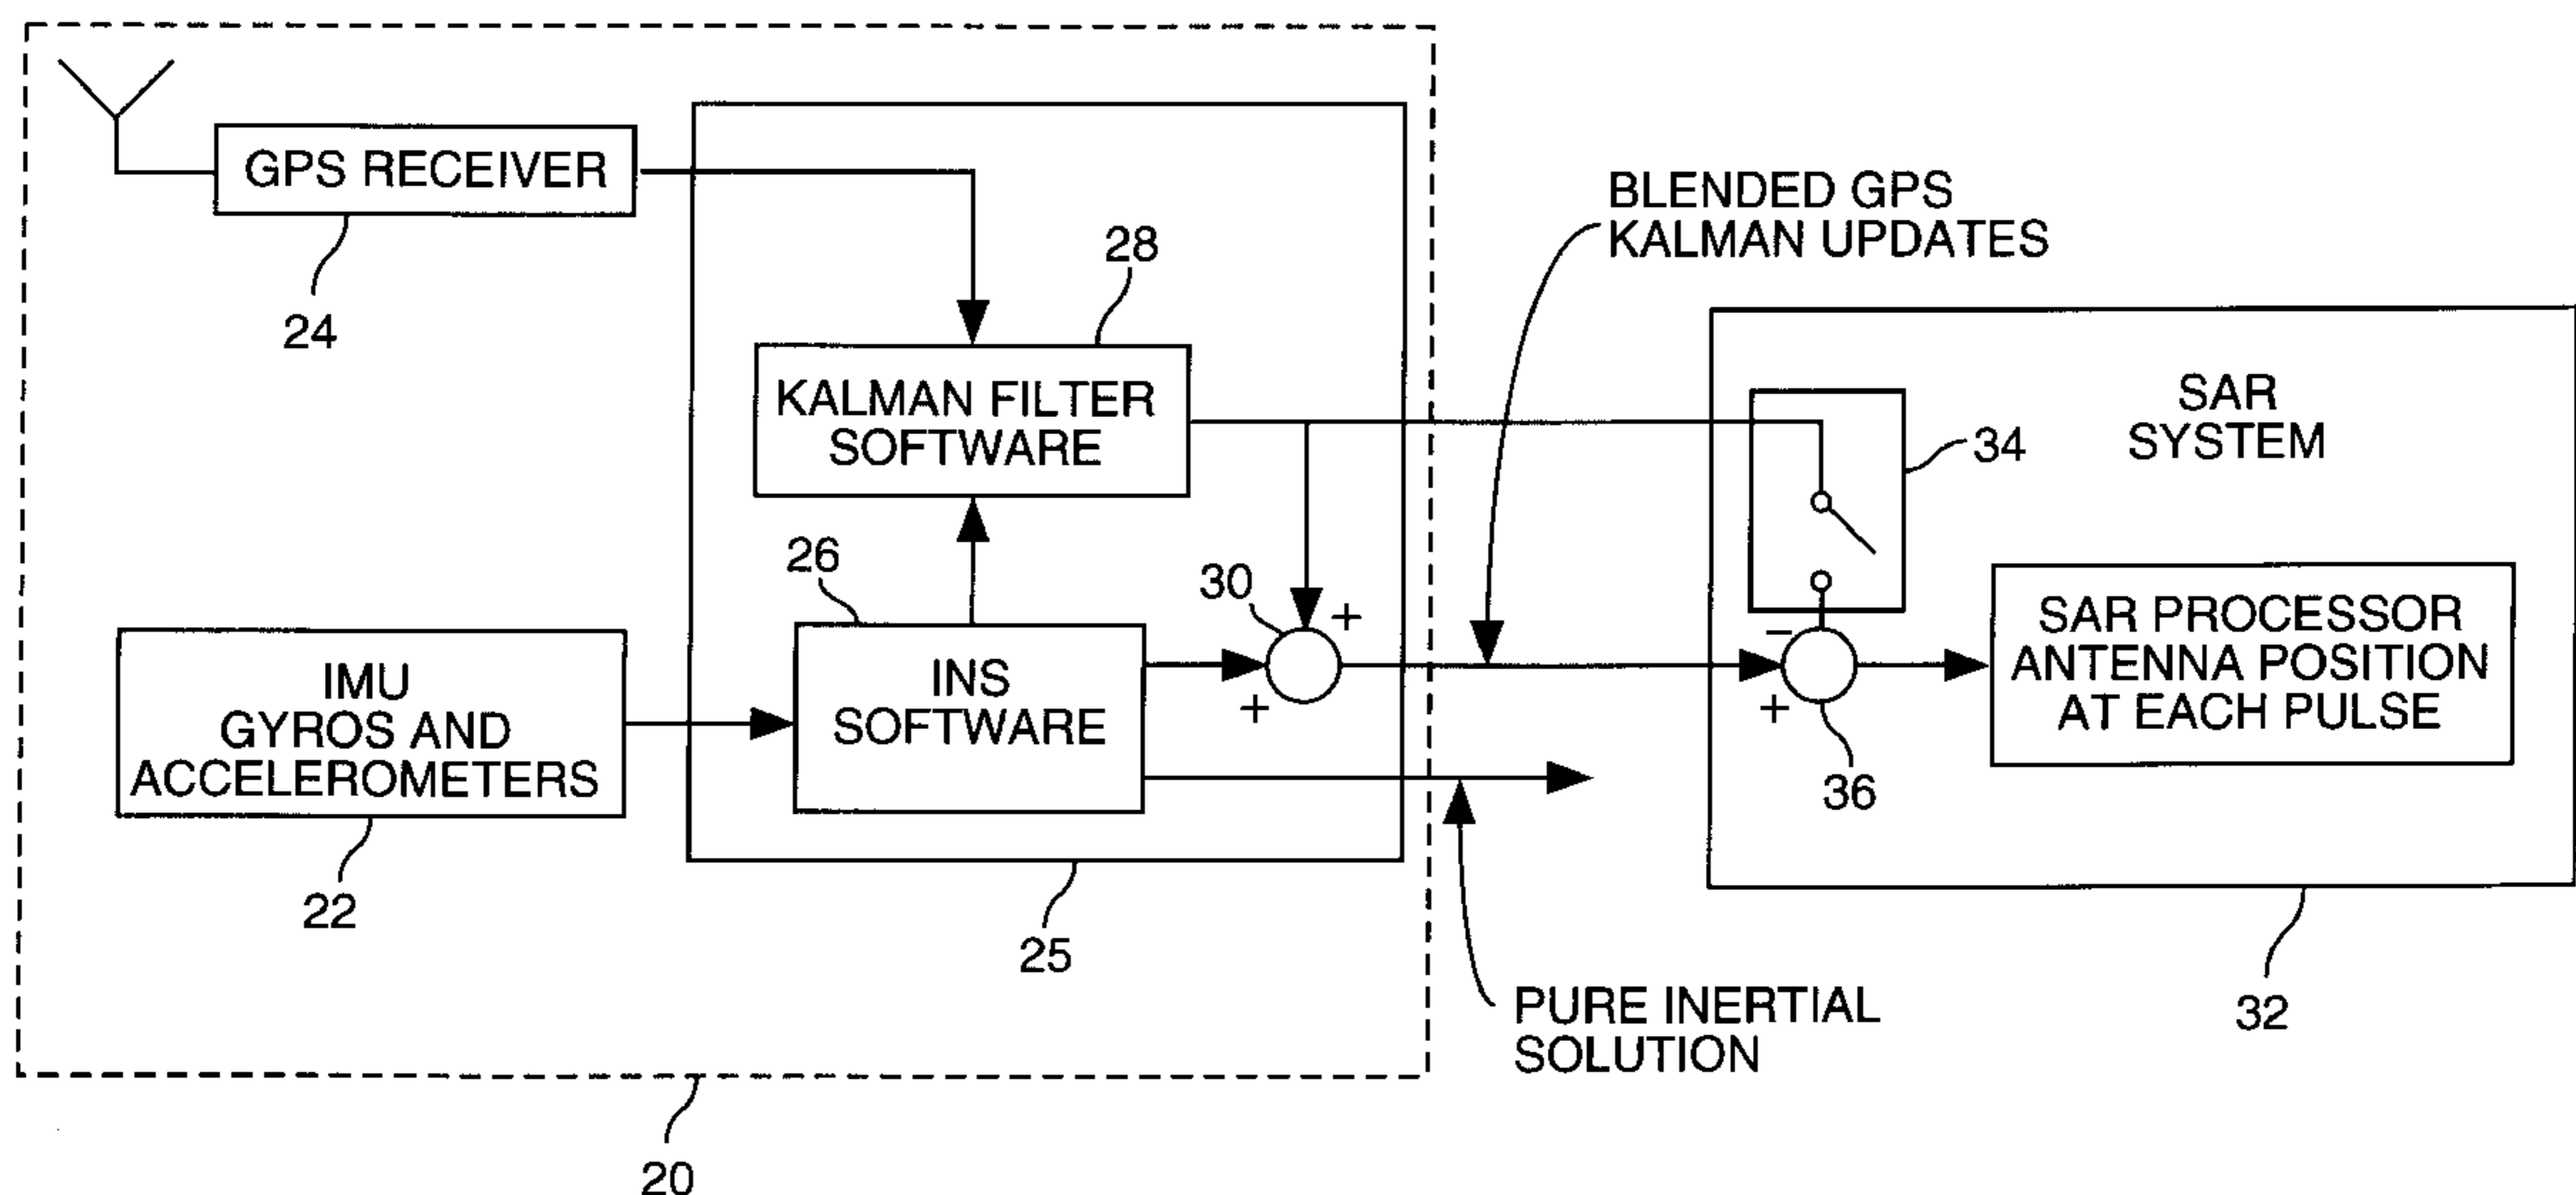 GPS RECEIVER
24
28
KALMAN FILTER
SOFTWARE
BLENDED GPS
KALMAN UPDATES
SAR
SYSTEM
34
26
30
+
+
INS
SOFTWARE
IMU
GYROS AND
ACCELEROMETERS
22
25
−
+
36
SAR PROCESSOR
ANTENNA POSITION
AT EACH PULSE
PURE INERTIAL
SOLUTION
32
20